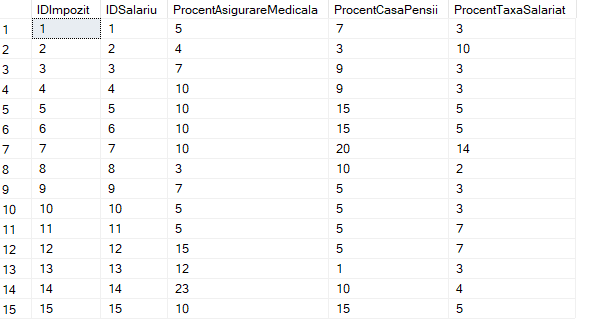 IDImpozit IDSalariu ProcentAsigurareMedicala ProcentCasaPensii ProcentTaxaSalariat
1 1 1 5 7 3
2 2 2 4 3 10
3 3 3 7 9 3
4 4 4 10 9 3
5 5 5 10 15 5
6 6 6 10 15 5
7 7 7 10 20 14
8 8 8 3 10 2
9 9 9 7 5 3
10 10 10 5 5 3
11 11 11 5 5 7
12 12 12 15 5 7
13 13 13 12 1 3
14 14 14 23 10 4
15 15 15 10 15 5